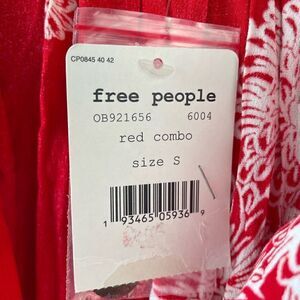 CP0845 40 42
free people
OB921656 6004
red combo
size S
1 93465 05936 9